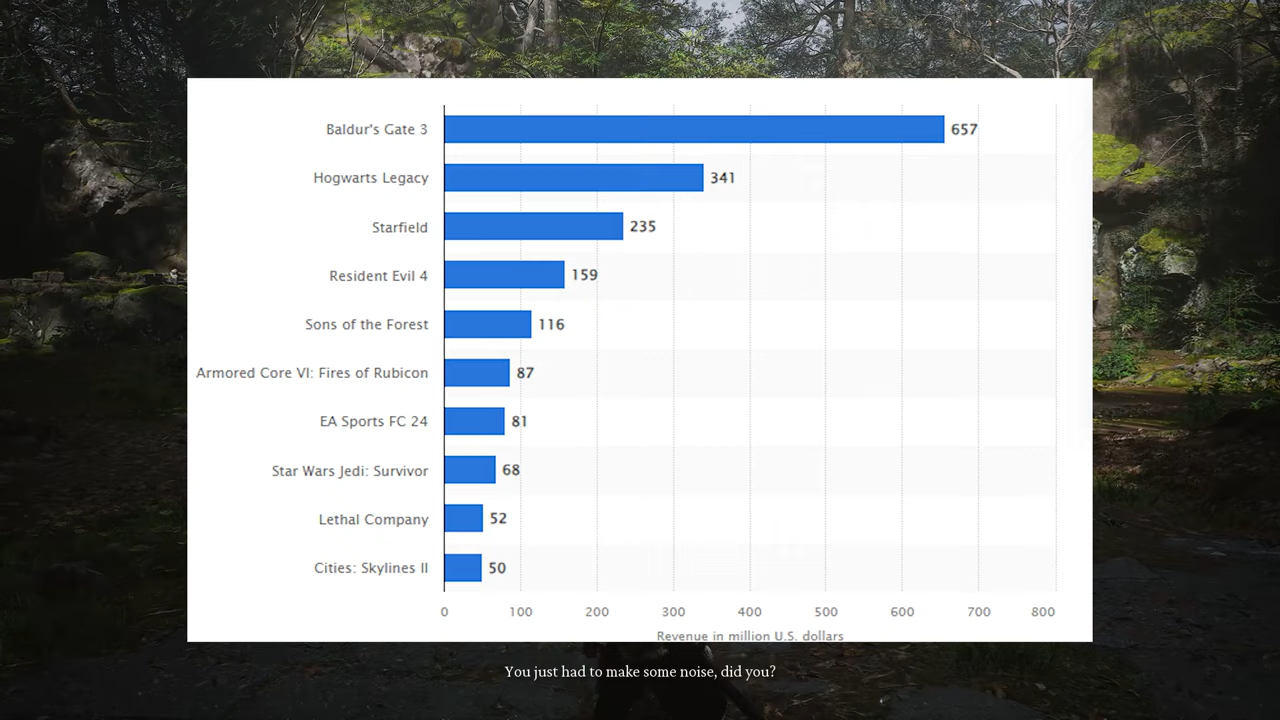 Baldur's Gate 3 657
Hogwarts Legacy 341
Starfield 235
Resident Evil 4 159
Sons of the Forest 116
Armored Core VI: Fires of Rubicon 87
EA Sports FC 24 81
Star Wars Jedi: Survivor 68
Lethal Company 52
Cities: Skylines II 50
0 100 200 300 400 500 600 700 800
Revenue in million U.S. dollars
You just had to make some noise, did you?